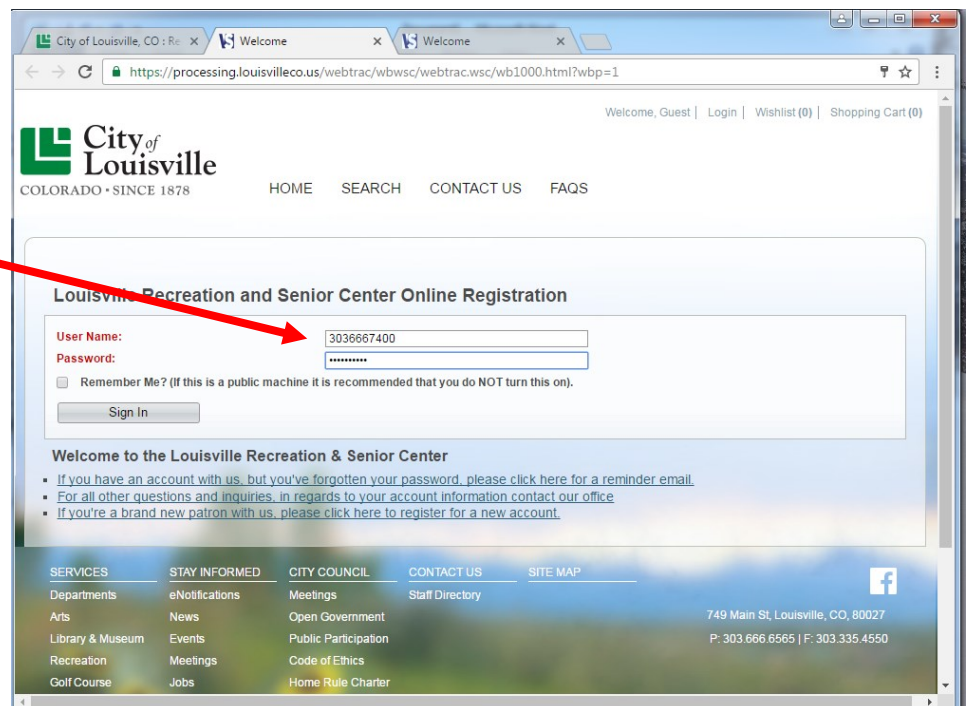 City of Louisville, CO : Re
Welcome
Welcome
https://processing.louisvilleco.us/webtrac/wbwsc/webtrac.wsc/wb1000.html?wbp=1
Welcome, Guest | Login | Wishlist (0) | Shopping Cart (0)
City of
Louisville
COLORADO • SINCE 1878
HOME SEARCH CONTACT US FAQS
Louisville Recreation and Senior Center Online Registration
User Name: 3036667400
Password: ••••••••••
Remember Me? (If this is a public machine it is recommended that you do NOT turn this on).
Sign In
Welcome to the Louisville Recreation & Senior Center
If you have an account with us, but you've forgotten your password, please click here for a reminder email.
For all other questions and inquiries, in regards to your account information contact our office
If you're a brand new patron with us, please click here to register for a new account.
SERVICES STAY INFORMED CITY COUNCIL CONTACT US SITE MAP
Departments eNotifications Meetings Staff Directory
Arts News Open Government 749 Main St, Louisville, CO, 80027
Library & Museum Events Public Participation P: 303.666.6565 | F: 303.335.4550
Recreation Meetings Code of Ethics
Golf Course Jobs Home Rule Charter